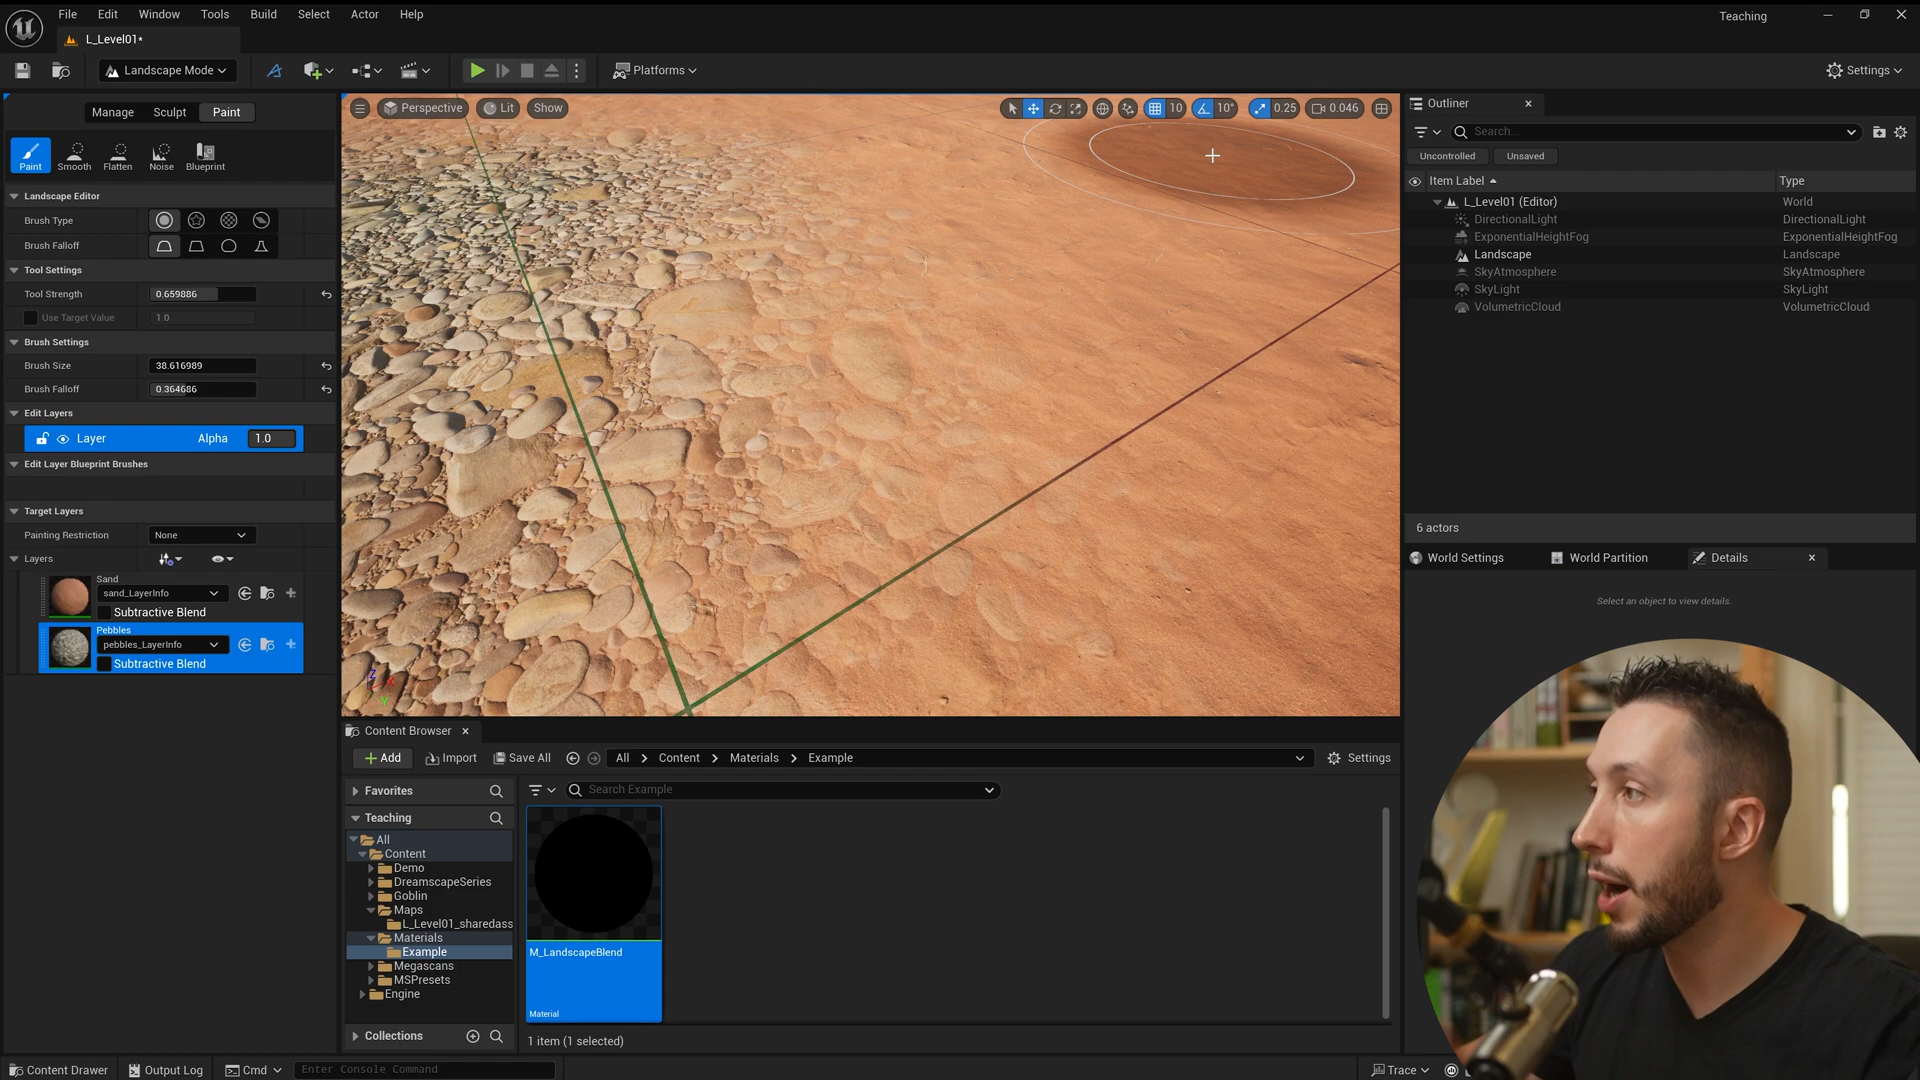 File Edit Window Tools Build Select Actor Help
Teaching
L_Level01*
Landscape Mode
Platforms
Settings
Manage Sculpt Paint
Paint Smooth Flatten Noise Blueprint
Landscape Editor
Brush Type
Brush Falloff
Tool Settings
Tool Strength 0.659886
Use Target Value 1.0
Brush Settings
Brush Size 38.616989
Brush Falloff 0.364686
Edit Layers
Layer Alpha 1.0
Edit Layer Blueprint Brushes
Target Layers
Painting Restriction None
Layers
Sand
sand_LayerInfo
Subtractive Blend
Pebbles
pebbles_LayerInfo
Subtractive Blend
Perspective Lit Show
10 10° 0.25 0.046
Z
X
Y
Outliner
Search...
Uncontrolled Unsaved
Item Label Type
L_Level01 (Editor) World
DirectionalLight DirectionalLight
ExponentialHeightFog ExponentialHeightFog
Landscape Landscape
SkyAtmosphere SkyAtmosphere
SkyLight SkyLight
VolumetricCloud VolumetricCloud
6 actors
World Settings World Partition Details
Select an object to view details.
Content Browser
Add Import Save All All Content Materials Example Settings
Favorites
Search Example
Teaching
All
Content
Demo
DreamscapeSeries
Goblin
Maps
L_Level01_sharedass
Materials
Example
Megascans
MSPresets
Engine
Collections
M_LandscapeBlend
Material
1 item (1 selected)
Content Drawer Output Log Cmd Enter Console Command
Trace